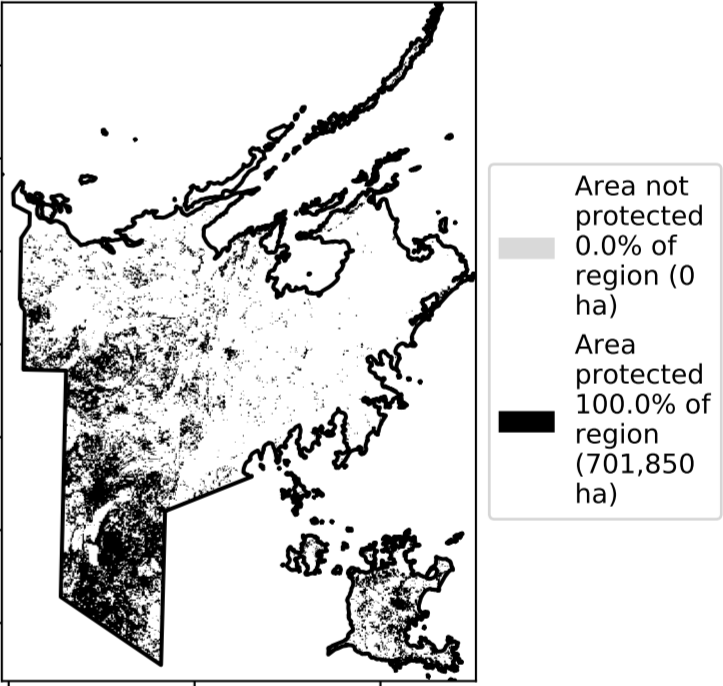 Area not
protected
0.0% of
region (0
ha)
Area
protected
100.0% of
region
(701,850
ha)